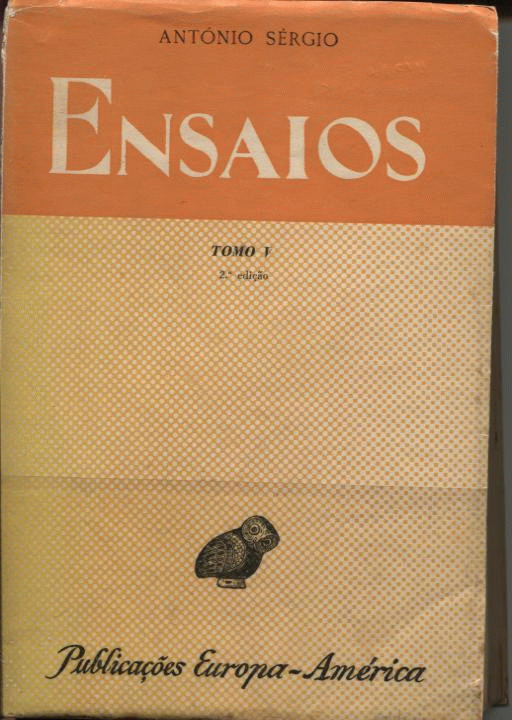 ANTÓNIO SÉRGIO
ENSAIOS
TOMO V
2.ª edição
Publicações Europa-América